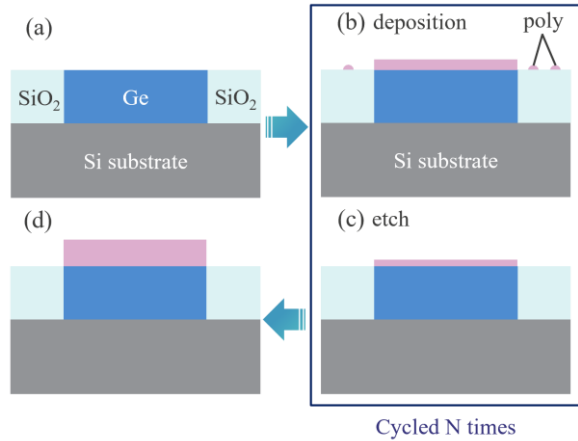 (a)
SiO₂ Ge SiO₂
Si substrate
(b) deposition poly
Si substrate
(d)
(c) etch
Cycled N times